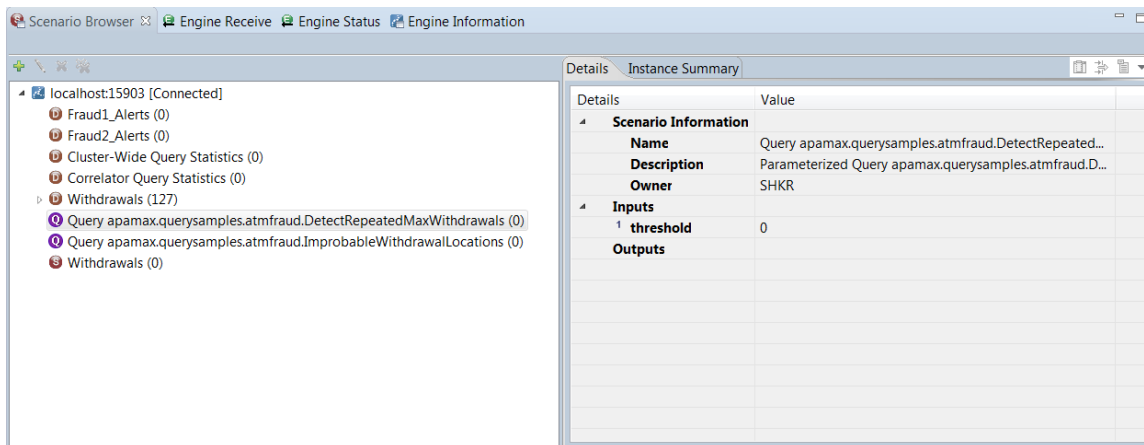 Scenario Browser Engine Receive Engine Status Engine Information
Details Instance Summary
localhost:15903 [Connected]
Fraud1_Alerts (0)
Fraud2_Alerts (0)
Cluster-Wide Query Statistics (0)
Correlator Query Statistics (0)
Withdrawals (127)
Query apamax.querysamples.atmfraud.DetectRepeatedMaxWithdrawals (0)
Query apamax.querysamples.atmfraud.ImprobableWithdrawalLocations (0)
Withdrawals (0)
Details Value
Scenario Information
Name Query apamax.querysamples.atmfraud.DetectRepeated...
Description Parameterized Query apamax.querysamples.atmfraud.D...
Owner SHKR
Inputs
1 threshold 0
Outputs